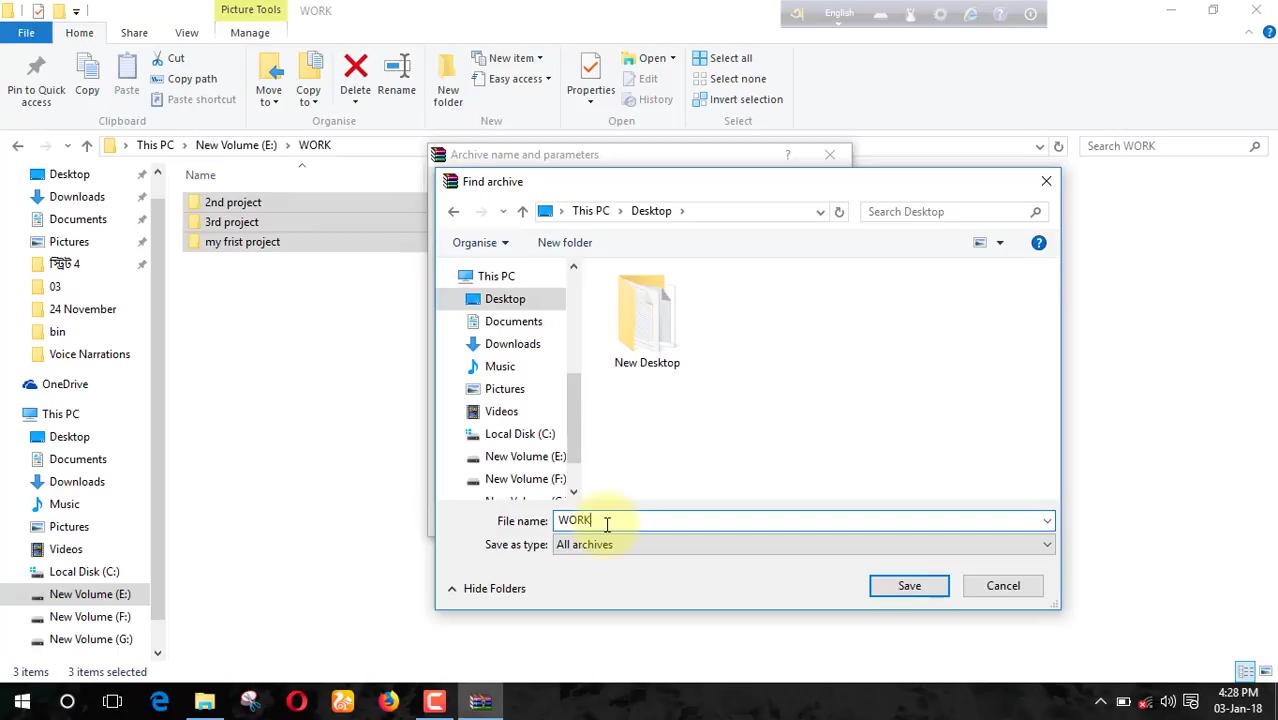 Picture Tools
WORK
English
File
Home
Share
View
Manage
Pin to Quick access
Copy
Paste
Cut
Copy path
Paste shortcut
Move to
Copy to
Delete
Rename
New folder
New item
Easy access
Properties
Open
Edit
History
Select all
Select none
Invert selection
Clipboard
Organise
New
Open
Select
This PC
New Volume (E:)
WORK
Search WORK
Desktop
Downloads
Documents
Pictures
স্ট্রিট 4
03
24 November
bin
Voice Narrations
OneDrive
This PC
Desktop
Documents
Downloads
Music
Pictures
Videos
Local Disk (C:)
New Volume (E:)
New Volume (F:)
New Volume (G:)
Name
2nd project
3rd project
my frist project
Archive name and parameters
?
Find archive
This PC
Desktop
Search Desktop
Organise
New folder
This PC
Desktop
Documents
Downloads
Music
Pictures
Videos
Local Disk (C:)
New Volume (E:)
New Volume (F:)
New Desktop
File name: WORK
Save as type: All archives
Hide Folders
Save
Cancel
3 items
3 items selected
4:28 PM
03-Jan-18